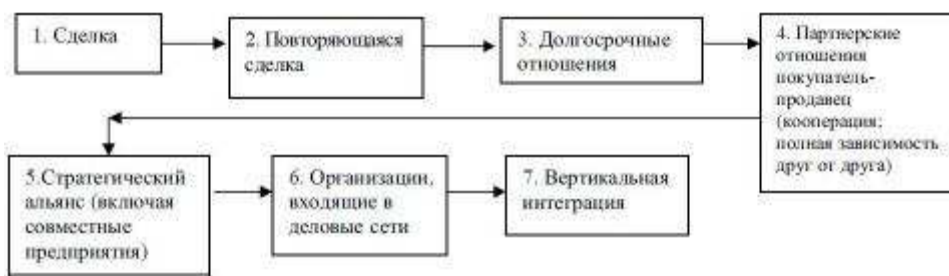 1. Сделка
2. Повторяющаяся
сделка
3. Долгосрочные
отношения
4. Партнерские
отношения
покупатель-
продавец
(кооперация;
полная зависимость
друг от друга)
5.Стратегический
альянс (включая
совместные
предприятия)
6. Организации,
входящие в
деловые сети
7. Вертикальная
интеграция